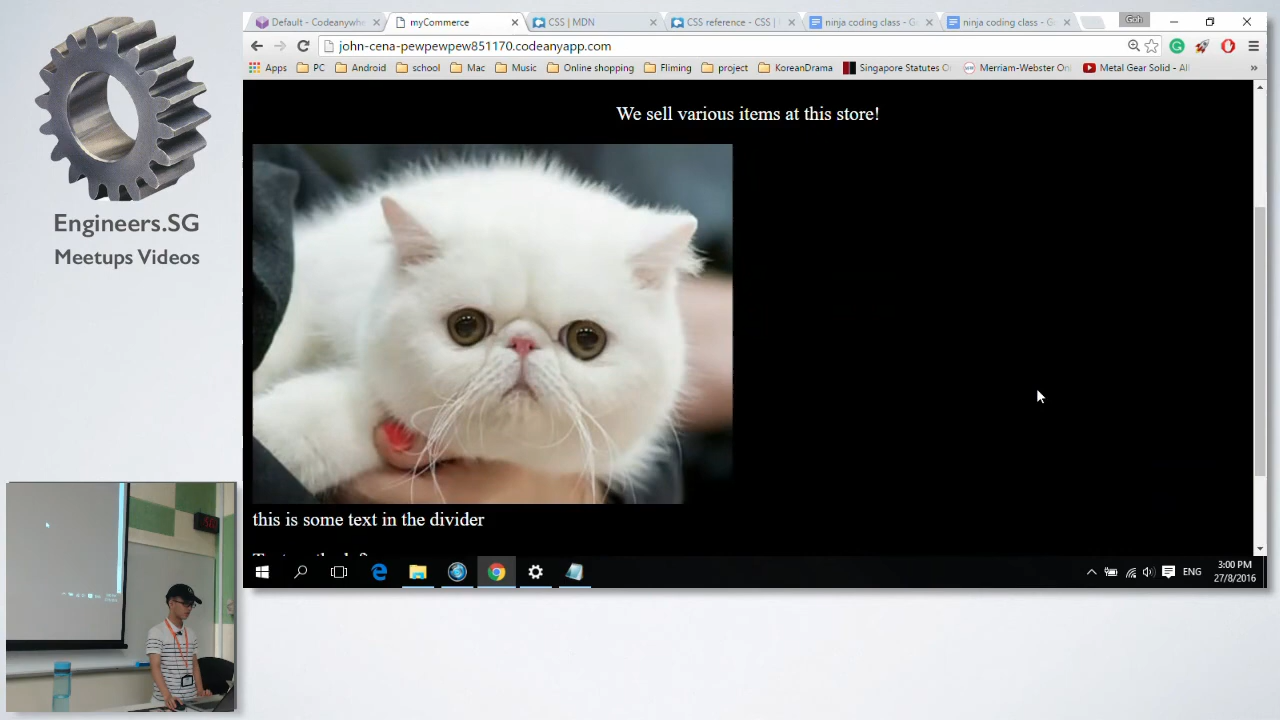 Default - Codeanywhe
myCommerce
CSS | MDN
CSS reference - CSS |
ninja coding class - G
ninja coding class - G
Goh
john-cena-pewpewpew851170.codeanyapp.com
Apps
PC
Android
school
Mac
Music
Online shopping
Fliming
project
KoreanDrama
Singapore Statutes
Merriam-Webster On
Metal Gear Solid - Al
»
We sell various items at this store!
Engineers.SG
Meetups Videos
this is some text in the divider
ENG
3:00 PM
27/8/2016